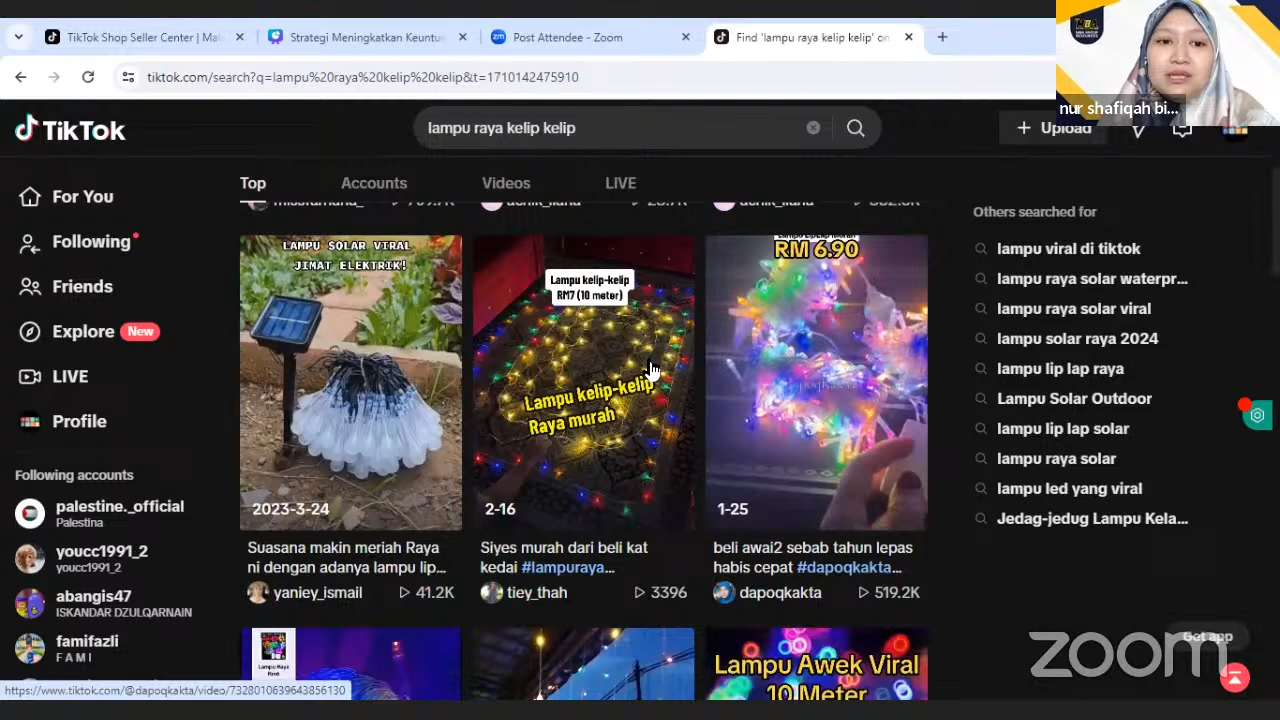 TikTok Shop Seller Center | Mala
Strategi Meningkatkan Keuntu
Post Attendee - Zoom
Find 'lampu raya kelip kelip' on
tiktok.com/search?q=lampu%20raya%20kelip%20kelip&t=1710142475910
MBA
nur shafiqah bi...
TikTok
lampu raya kelip kelip
Upload
For You
Following
Friends
Explore
New
LIVE
Profile
Following accounts
palestine._official
Palestina
youcc1991_2
youcc1991_2
abangis47
ISKANDAR DZULQARNAIN
famifazli
F A M I
Top
Accounts
Videos
LIVE
LAMPU SOLAR VIRAL
JIMAT ELEKTRIK!
2023-3-24
Suasana makin meriah Raya
ni dengan adanya lampu lip...
yaniey_ismail
41.2K
Lampu kelip-kelip
RM7 (10 meter)
Lampu kelip-kelip
Raya murah
2-16
Siyes murah dari beli kat
kedai #lampuraya...
tiey_thah
3396
RM 6.90
1-25
beli awai2 sebab tahun lepas
habis cepat #dapoqkakta...
dapoqkakta
519.2K
Lampu Raya
Lampu Awek Viral
10 Meter
Others searched for
lampu viral di tiktok
lampu raya solar waterpr...
lampu raya solar viral
lampu solar raya 2024
lampu lip lap raya
Lampu Solar Outdoor
lampu lip lap solar
lampu raya solar
lampu led yang viral
Jedag-jedug Lampu Kela...
Get app
zoom
https://www.tiktok.com/@dapoqkakta/video/7328010639643856130